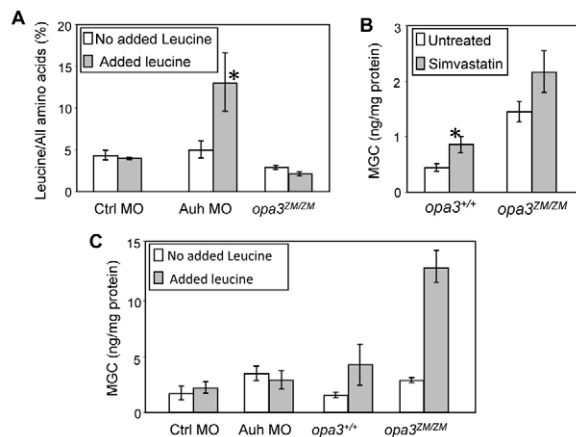 A
Leucine/All amino acids (%)
20
15
10
5
0
No added Leucine
Added leucine
*
Ctrl MO
Auh MO
opa3ZM/ZM
B
MGC (ng/mg protein)
3
2
1
0
Untreated
Simvastatin
*
opa3+/+
opa3ZM/ZM
C
MGC (ng/mg protein)
15
10
5
0
No added Leucine
Added leucine
Ctrl MO
Auh MO
opa3+/+
opa3ZM/ZM